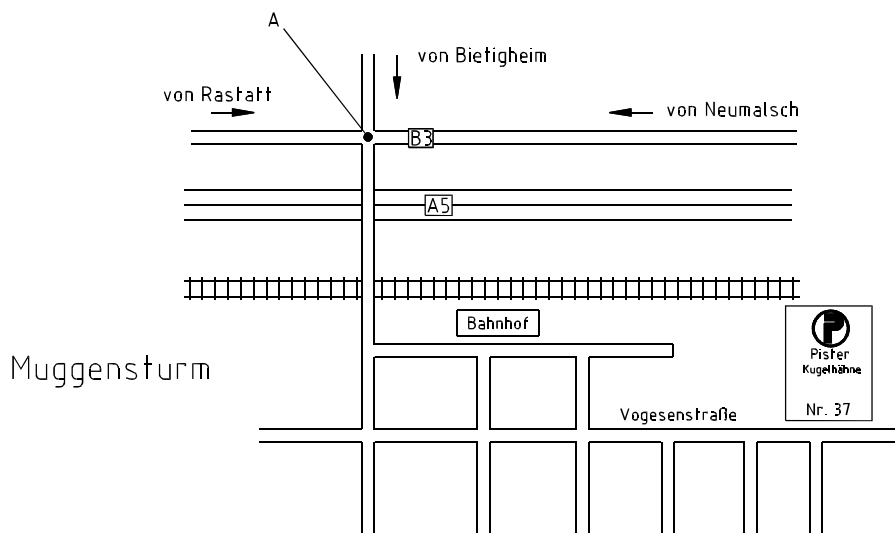 A
von Bietigheim
von Rastatt
von Neumalsch
B3
A5
Bahnhof
Pister
Kugelhähne
Muggensturm
Nr. 37
Vogesenstraße